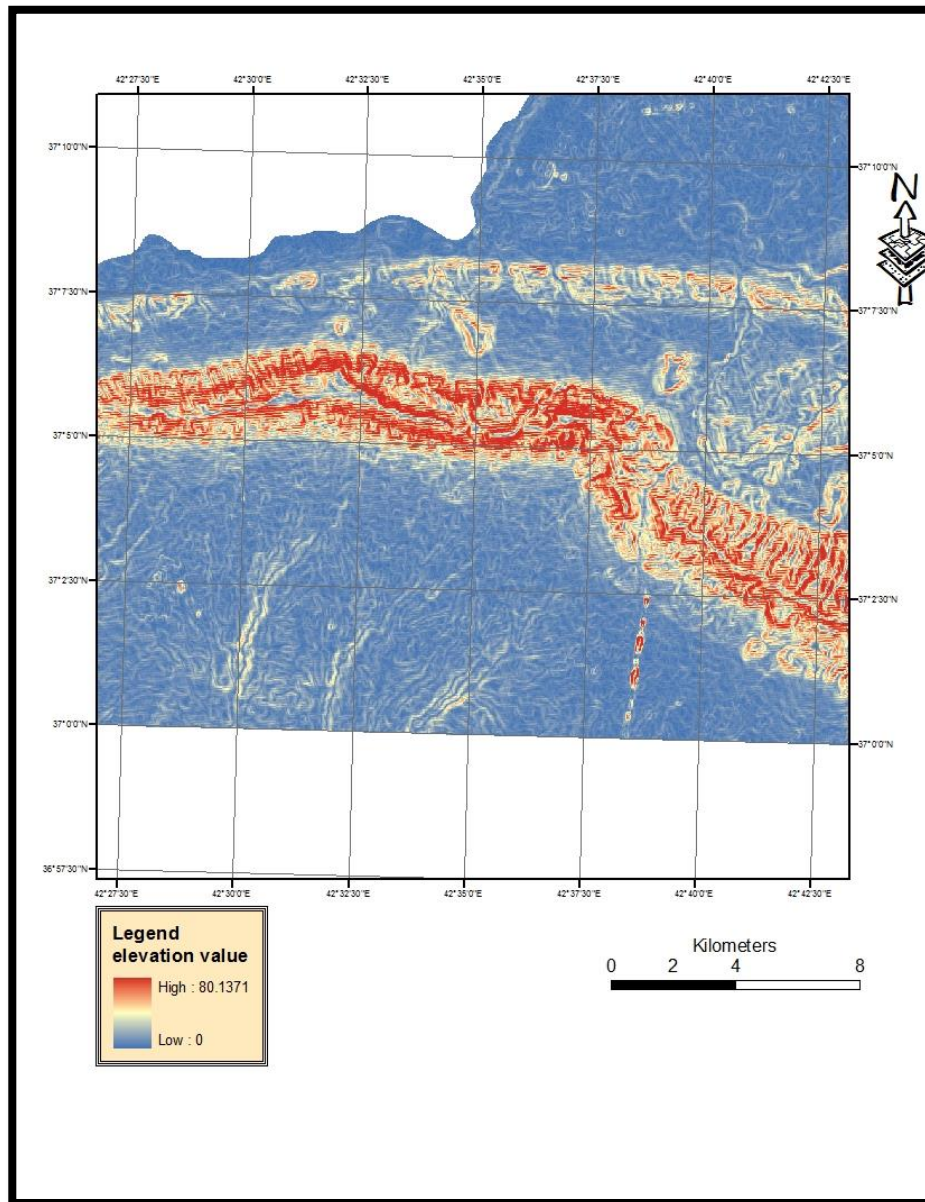 42°27'30"E 42°30'0"E 42°32'30"E 42°35'0"E 42°37'30"E 42°40'0"E 42°42'30"E
37°10'0"N 37°10'0"N
N
37°7'30"N 37°7'30"N
37°5'0"N 37°5'0"N
37°2'30"N 37°2'30"N
37°0'0"N 37°0'0"N
36°57'30"N
42°27'30"E 42°30'0"E 42°32'30"E 42°35'0"E 42°37'30"E 42°40'0"E 42°42'30"E
Legend
elevation value
High : 80.1371
Low : 0
Kilometers
0 2 4 8